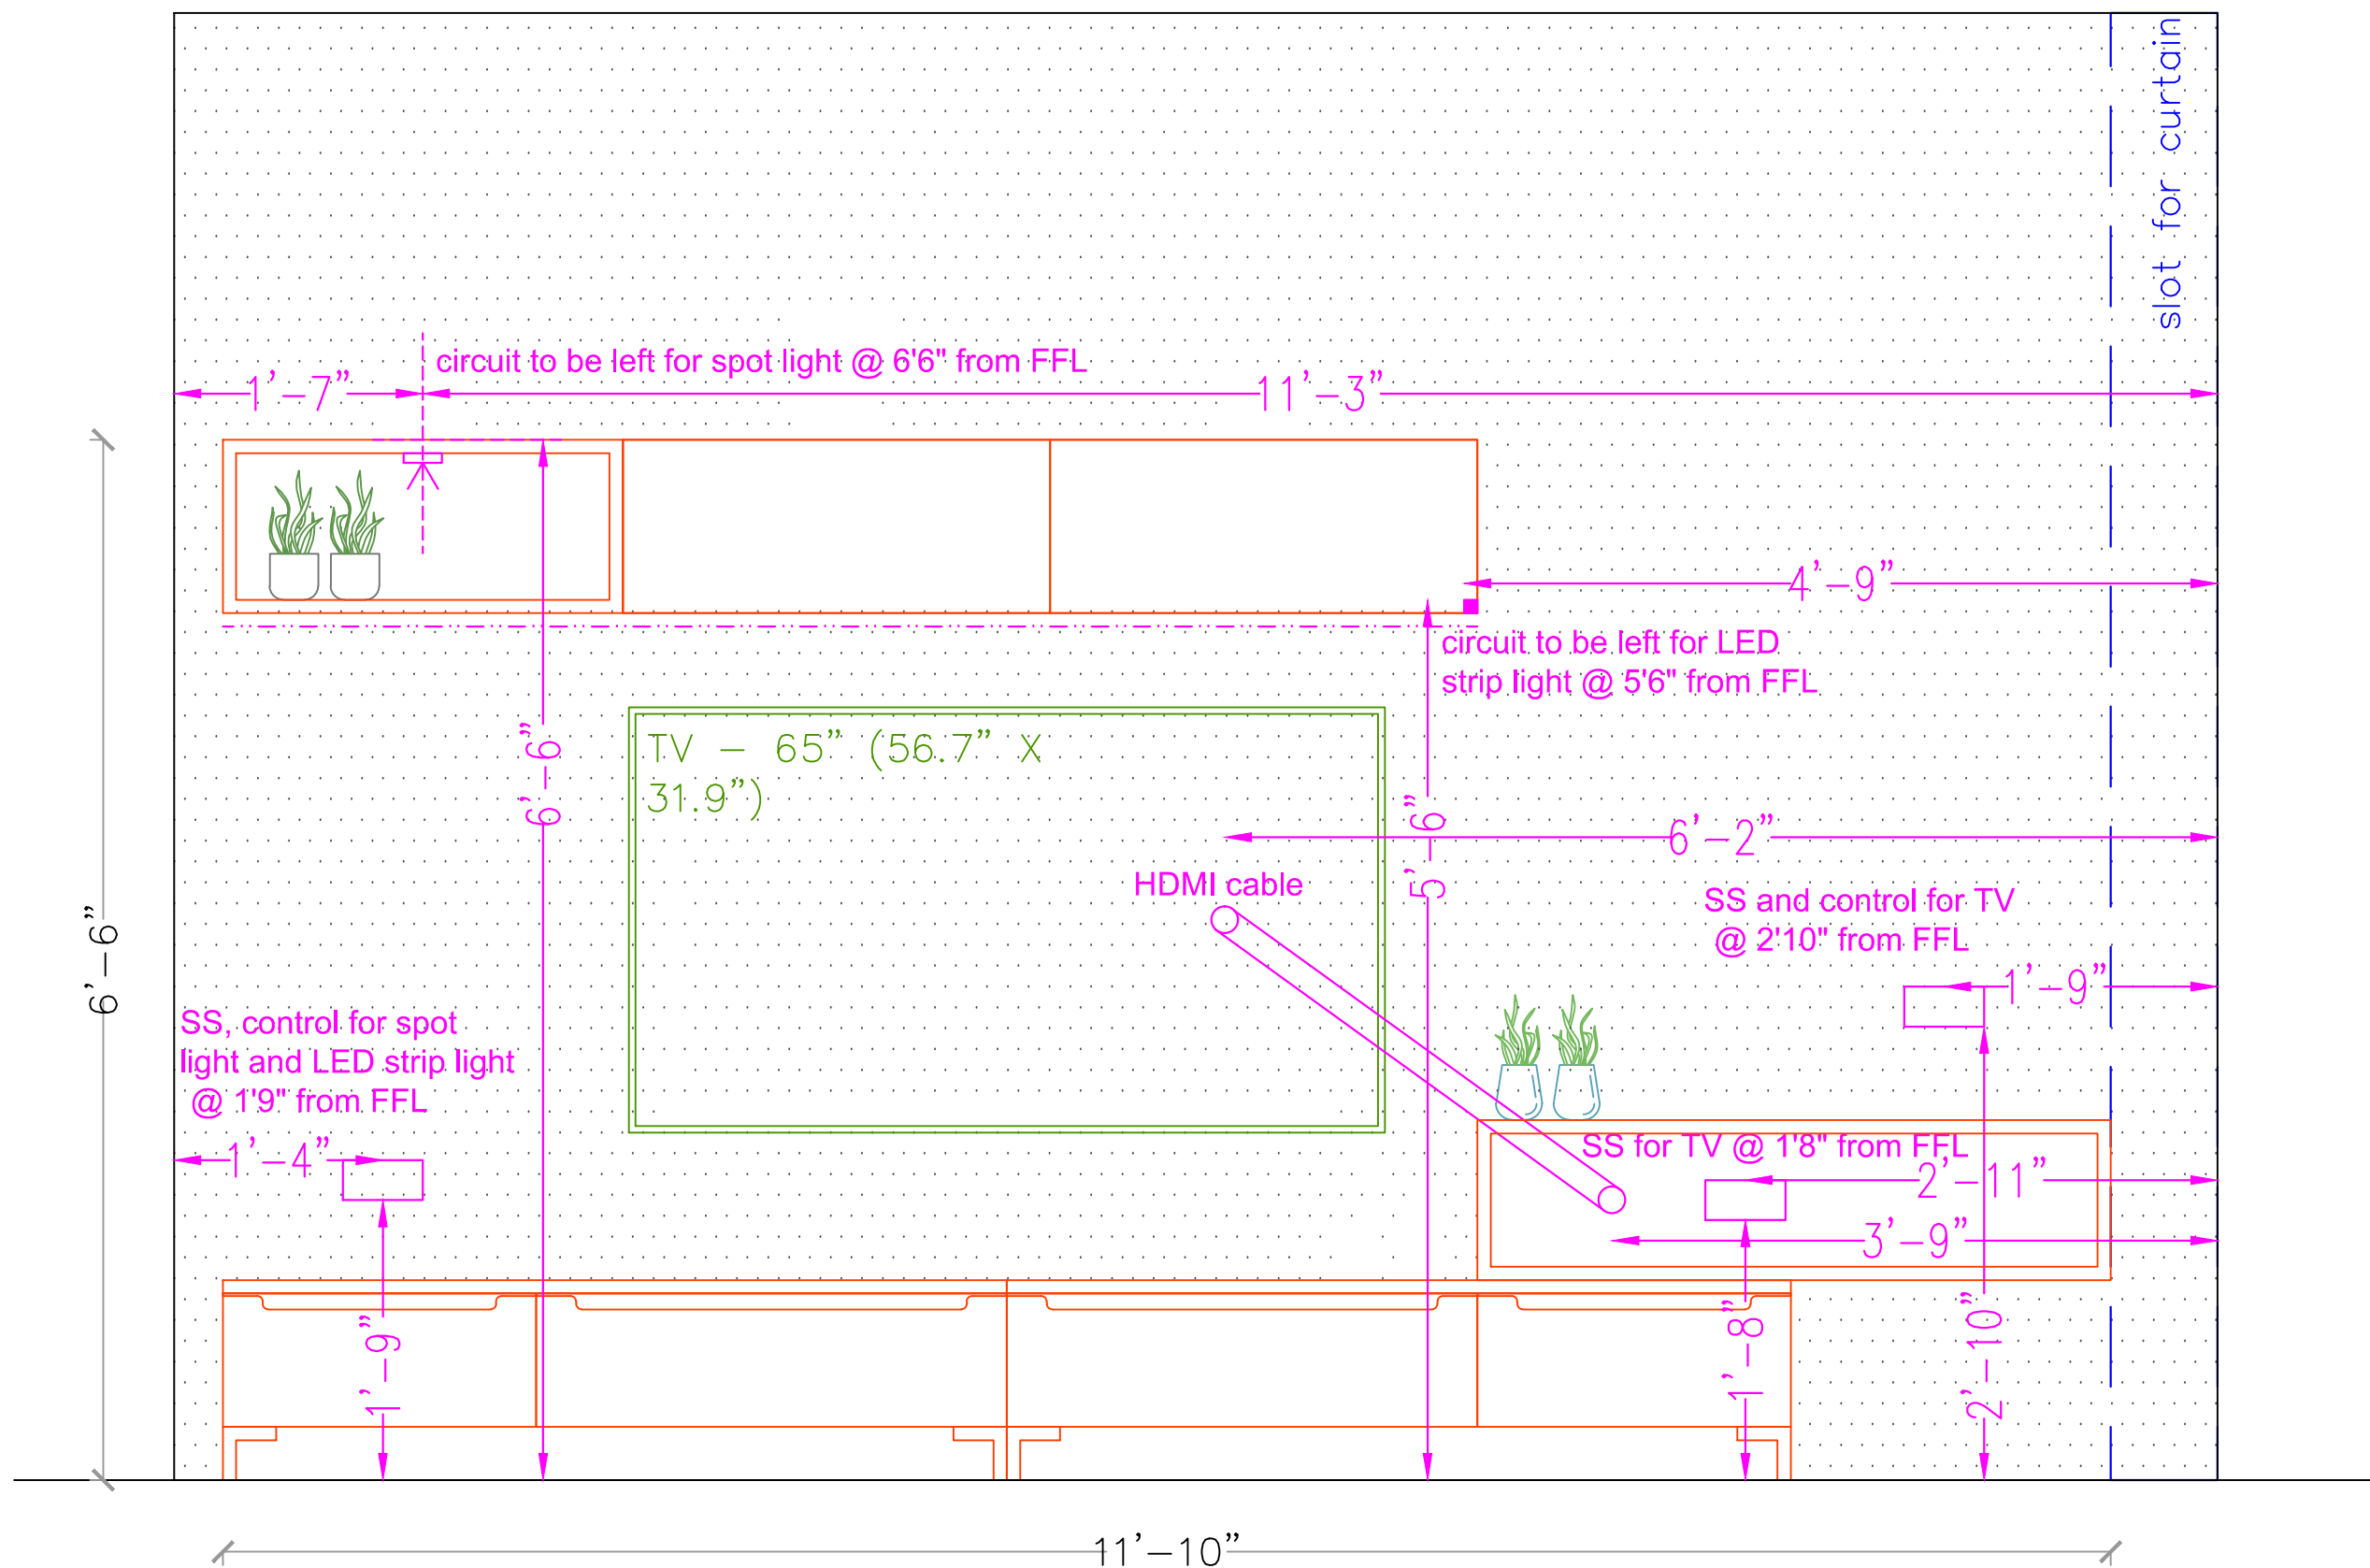 slot for curtain
circuit to be left for spot light @ 6'6" from FFL
1'-7"
11'-3"
4'-9"
circuit to be left for LED
strip light @ 5'6" from FFL
6'-6"
TV - 65" (56.7" X
31.9")
5'-6"
6'-2"
HDMI cable
SS and control for TV
@ 2'10" from FFL
6'-6"
1'-9"
SS, control for spot
light and LED strip light
@ 1'9" from FFL
1'-4"
SS for TV @ 1'8" from FFL
2'-11"
3'-9"
1'-9"
1'-8"
2'-10"
11'-10"